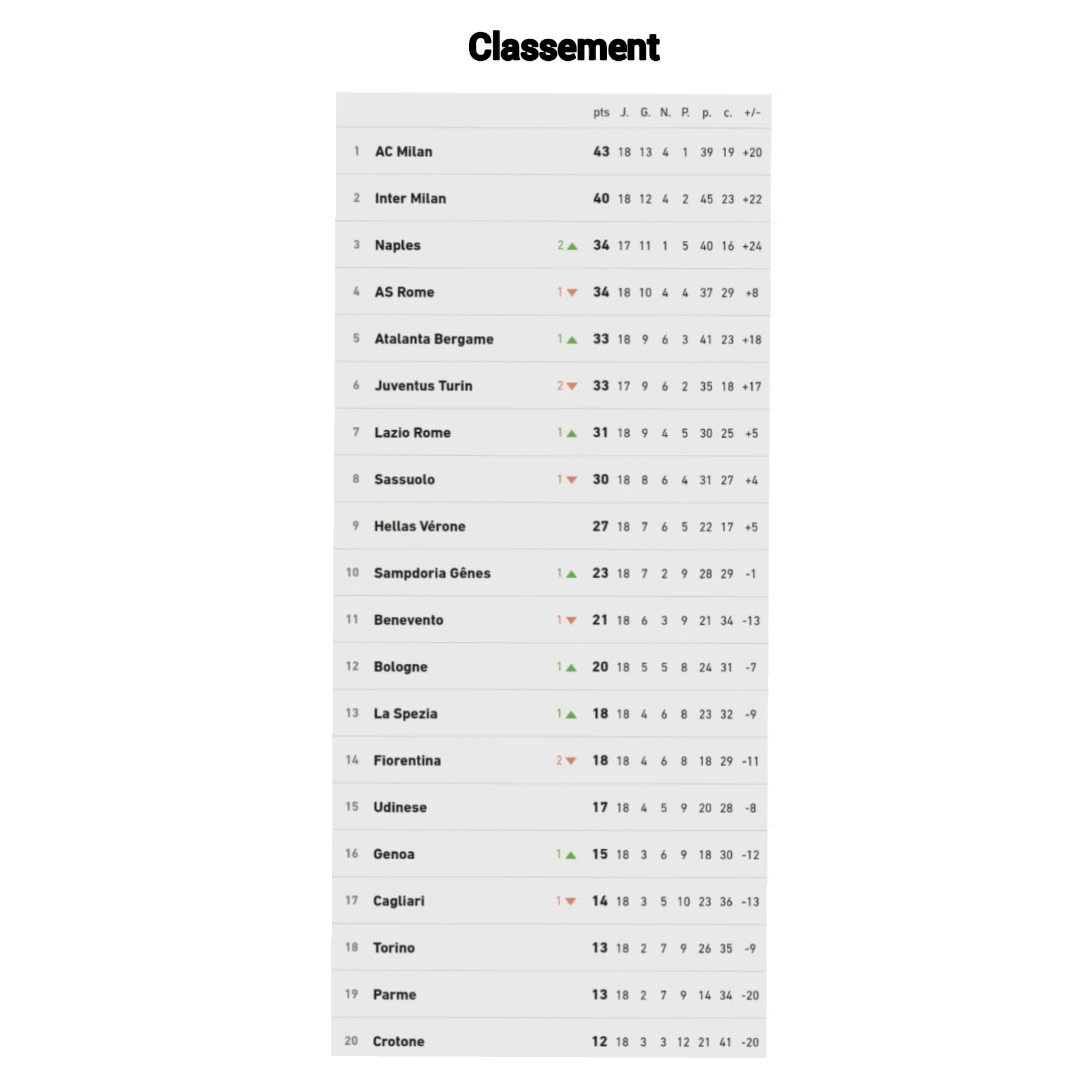 Classement
pts J. G. N. P. p. c. +/-
1 AC Milan 43 18 13 4 1 39 19 +20
2 Inter Milan 40 18 12 4 2 45 23 +22
3 Naples 2 ▲ 34 17 11 1 5 40 16 +24
4 AS Rome 1 ▼ 34 18 10 4 4 37 29 +8
5 Atalanta Bergame 1 ▲ 33 18 9 6 3 41 23 +18
6 Juventus Turin 2 ▼ 33 17 9 6 2 35 18 +17
7 Lazio Rome 1 ▲ 31 18 9 4 5 30 25 +5
8 Sassuolo 1 ▼ 30 18 8 6 4 31 27 +4
9 Hellas Vérone 27 18 7 6 5 22 17 +5
10 Sampdoria Gênes 1 ▲ 23 18 7 2 9 28 29 -1
11 Benevento 1 ▼ 21 18 6 3 9 21 34 -13
12 Bologne 1 ▲ 20 18 5 5 8 24 31 -7
13 La Spezia 1 ▲ 18 18 4 6 8 23 32 -9
14 Fiorentina 2 ▼ 18 18 4 6 8 18 29 -11
15 Udinese 17 18 4 5 9 20 28 -8
16 Genoa 1 ▲ 15 18 3 6 9 18 30 -12
17 Cagliari 1 ▼ 14 18 3 5 10 23 36 -13
18 Torino 13 18 2 7 9 26 35 -9
19 Parme 13 18 2 7 9 14 34 -20
20 Crotone 12 18 3 3 12 21 41 -20